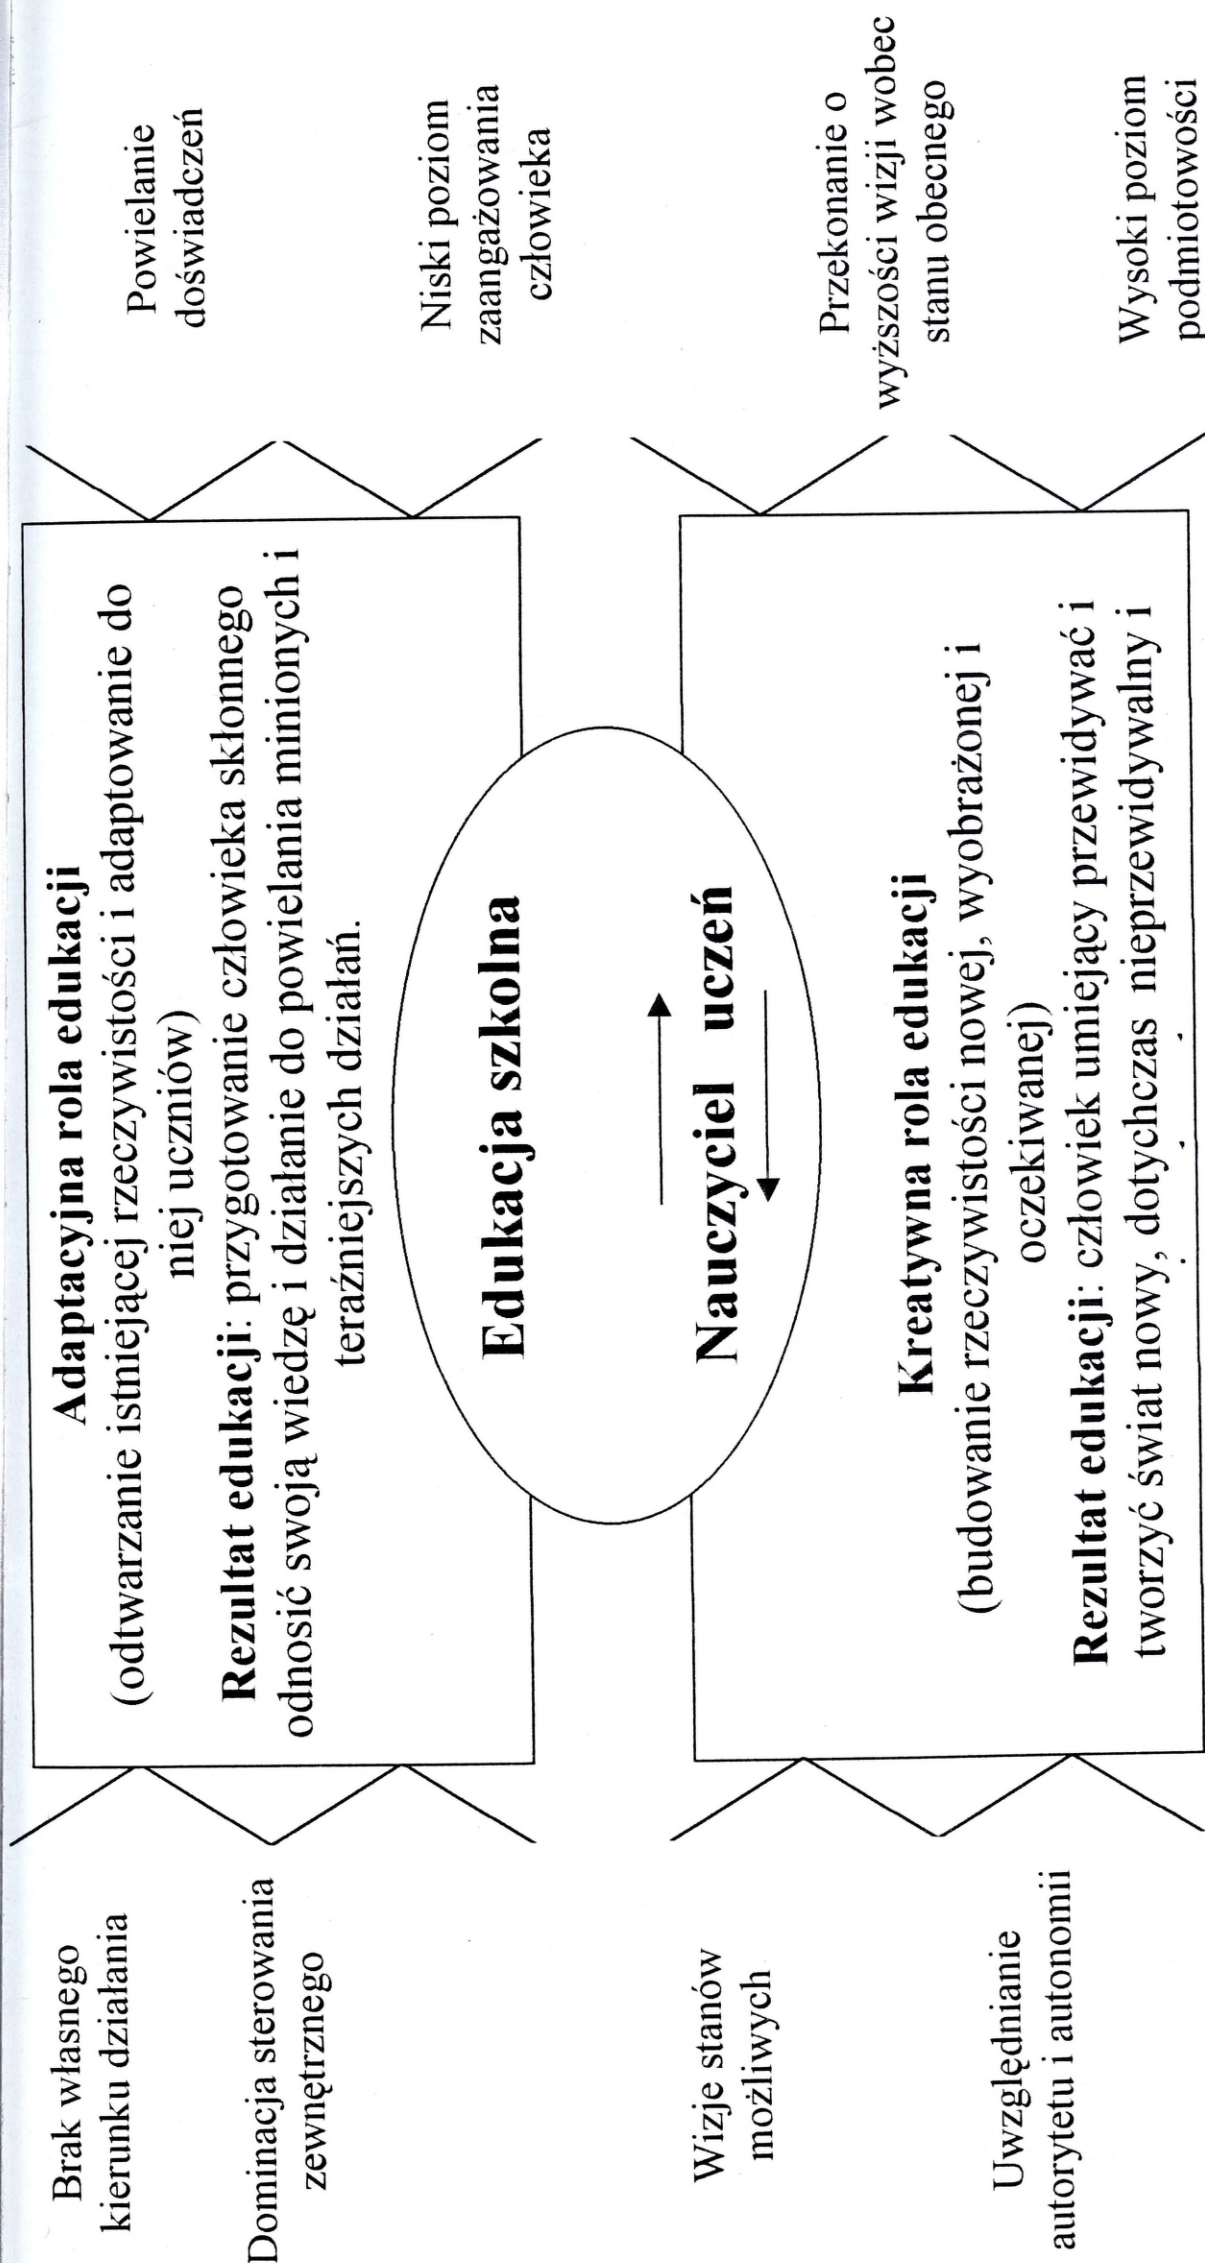 Brak własnego
kierunku działania
Dominacja sterowania
zewnętrznego
Adaptacyjna rola edukacji
(odtwarzanie istniejącej rzeczywistości i adaptowanie do
niej uczniów)
Rezultat edukacji: przygotowanie człowieka skłonnego
odnosić swoją wiedzę i działanie do powielania minionych i
teraźniejszych działań.
Powielanie
doświadczeń
Niski poziom
zaangażowania
człowieka
Edukacja szkolna
Nauczyciel uczeń
Wizje stanów
możliwych
Uwzględnianie
autorytetu i autonomii
Kreatywna rola edukacji
(budowanie rzeczywistości nowej, wyobrażonej i
oczekiwanej)
Rezultat edukacji: człowiek umiejący przewidywać i
tworzyć świat nowy, dotychczas nieprzewidywalny i
Przekonanie o
wyższości wizji wobec
stanu obecnego
Wysoki poziom
podmiotowości